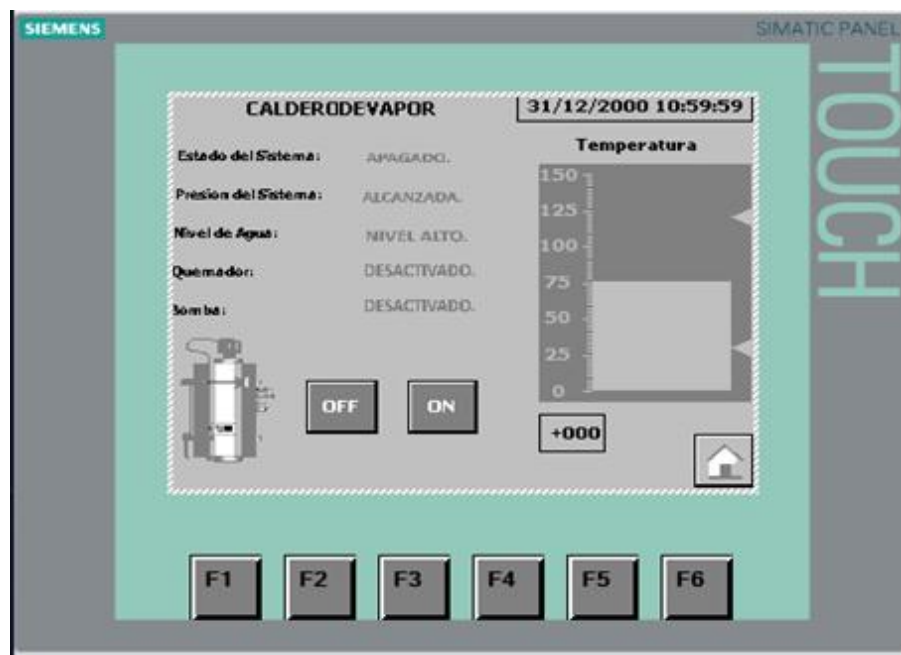 SIEMENS
SIMATIC PANEL
TOUCH
CALDERODEVAPOR
31/12/2000 10:59:59
Estado del Sistema: APAGADO.
Presion del Sistema: ALCANZADA.
Nivel de Agua: NIVEL ALTO.
Quemador: DESACTIVADO.
Bomba: DESACTIVADO.
OFF
ON
Temperatura
150
125
100
75
50
25
0
+000
F1 F2 F3 F4 F5 F6